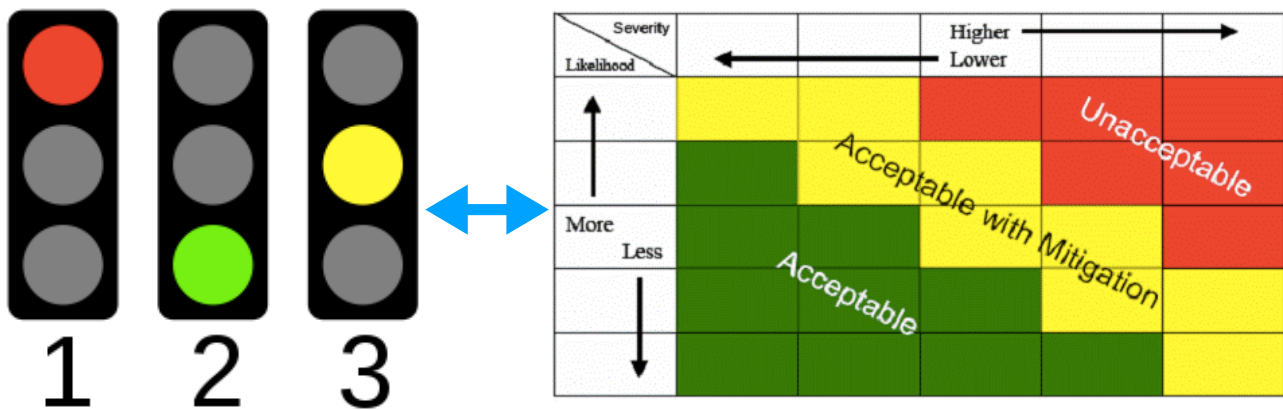 1
2
3
Severity
Likelihood
Higher
Lower
More
Less
Unacceptable
Acceptable with Mitigation
Acceptable